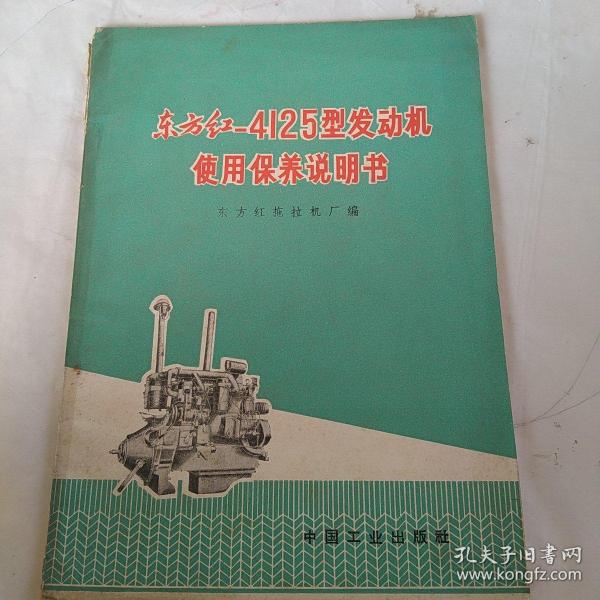 东方红-4125型发动机
使用保养说明书
东方红拖拉机厂编
中国工业出版社
孔夫子旧书网
www.kongfz.com